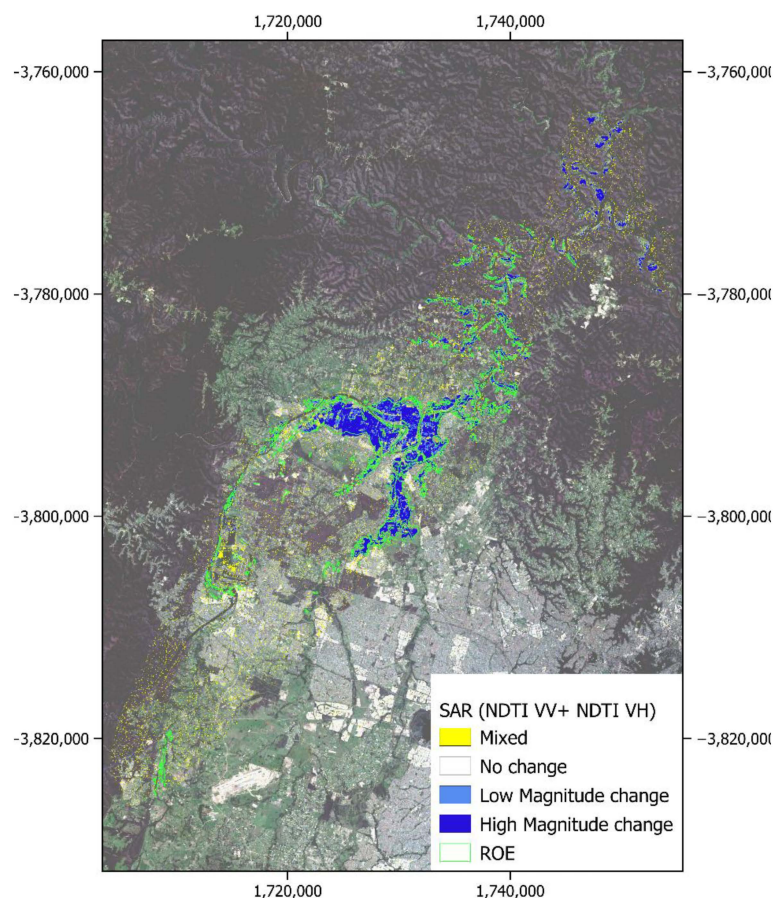 1,720,000 1,740,000
-3,760,000 -3,760,000
-3,780,000 -3,780,000
-3,800,000 -3,800,000
-3,820,000 -3,820,000
SAR (NDTI VV+ NDTI VH)
Mixed
No change
Low Magnitude change
High Magnitude change
ROE
1,720,000 1,740,000